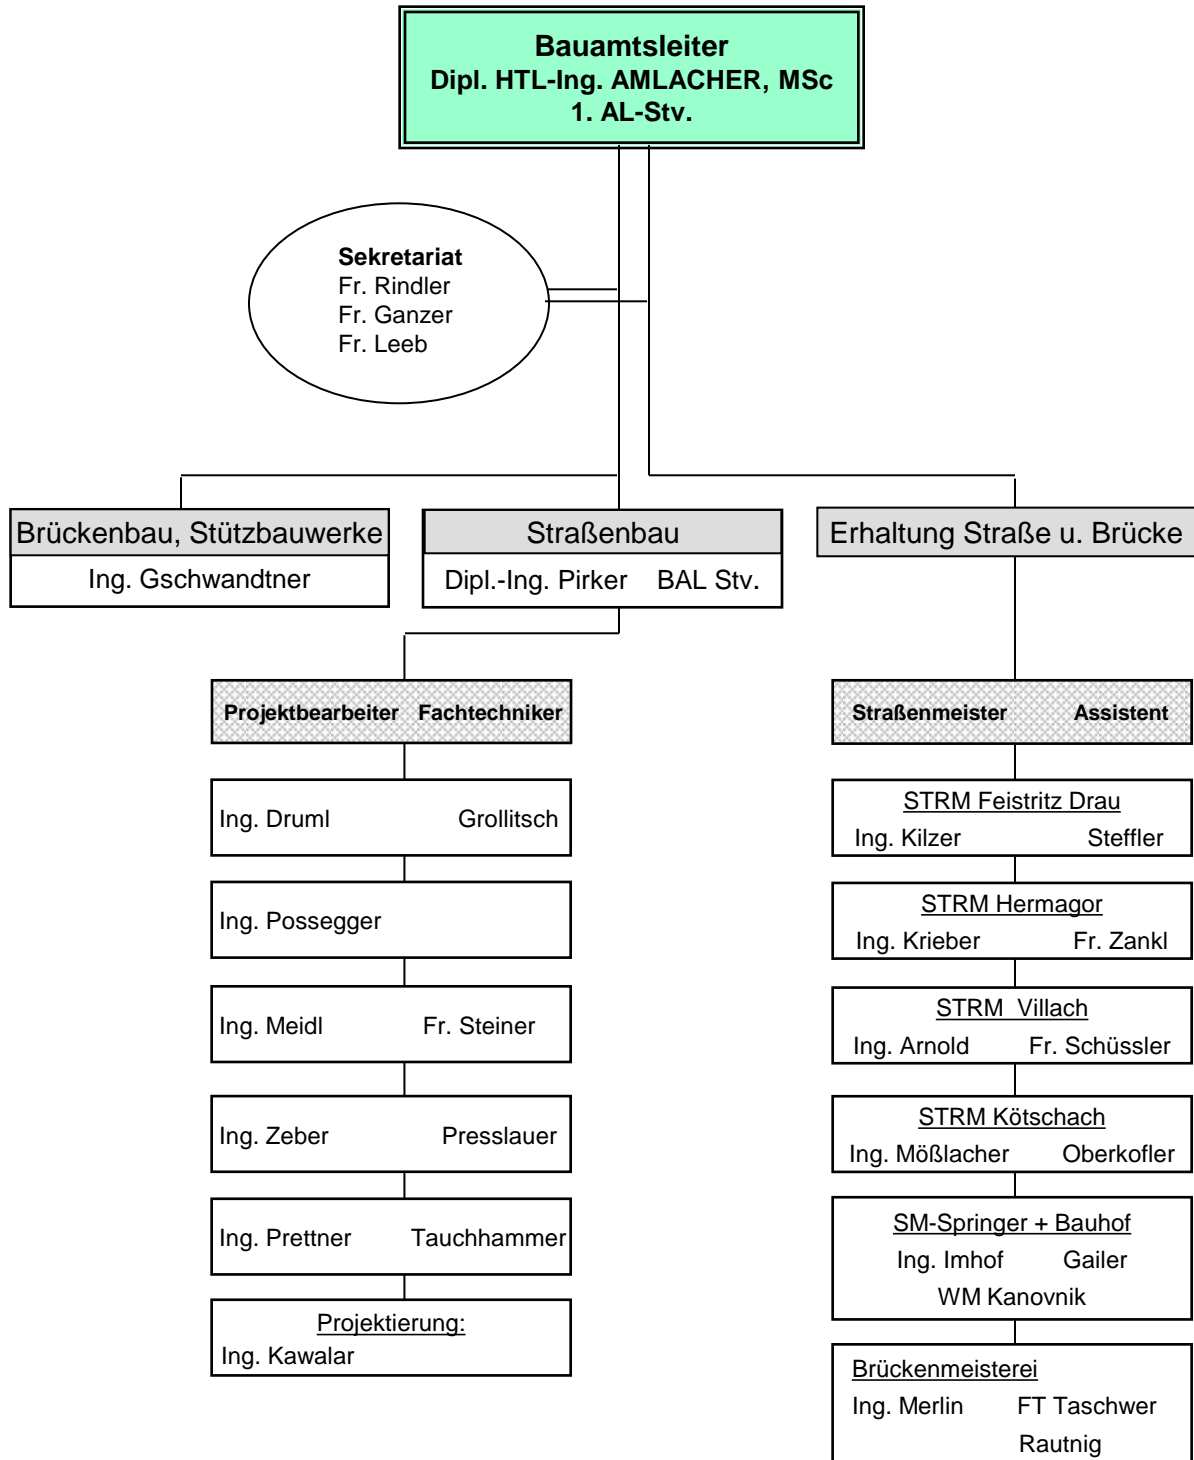 Bauamtsleiter
Dipl. HTL-Ing. AMLACHER, MSc
1. AL-Stv.
Sekretariat
Fr. Rindler
Fr. Ganzer
Fr. Leeb
Brückenbau, Stützbauwerke
Ing. Gschwandtner
Straßenbau
Dipl.-Ing. Pirker BAL Stv.
Erhaltung Straße u. Brücke
Projektbearbeiter Fachtechniker
Ing. Druml Grollitsch
Ing. Possegger
Ing. Meidl Fr. Steiner
Ing. Zeber Presslauer
Ing. Prettner Tauchhammer
Projektierung:
Ing. Kawalar
Straßenmeister Assistent
STRM Feistritz Drau
Ing. Kilzer Steffler
STRM Hermagor
Ing. Krieber Fr. Zankl
STRM Villach
Ing. Arnold Fr. Schüssler
STRM Kötschach
Ing. Mößlacher Oberkofler
SM-Springer + Bauhof
Ing. Imhof Gailer
WM Kanovnik
Brückenmeisterei
Ing. Merlin FT Taschwer
Rautnig